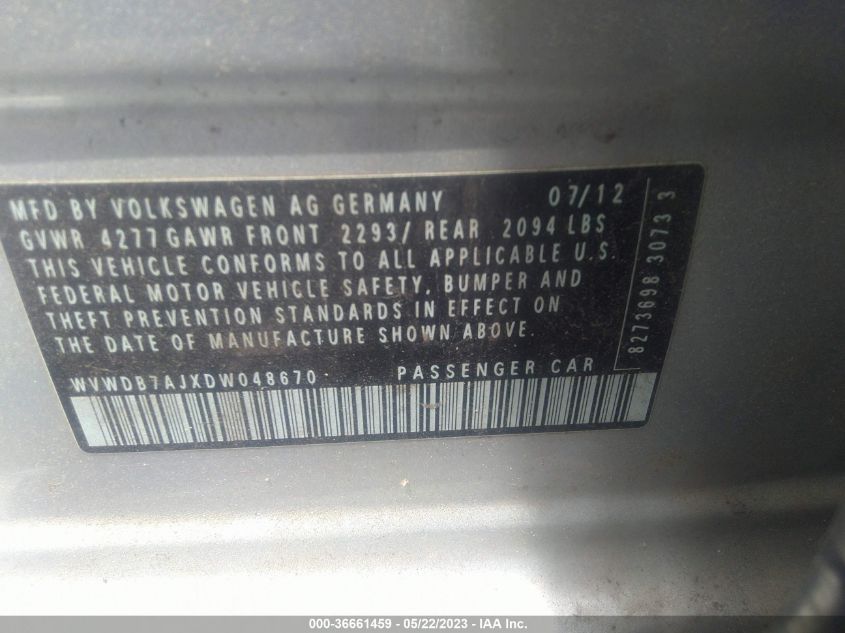 MFD BY VOLKSWAGEN AG GERMANY 07/12
GVWR 4277 GAWR FRONT 2293/ REAR 2094 LBS
THIS VEHICLE CONFORMS TO ALL APPLICABLE U.S.
FEDERAL MOTOR VEHICLE SAFETY, BUMPER AND
THEFT PREVENTION STANDARDS IN EFFECT ON
THE DATE OF MANUFACTURE SHOWN ABOVE.
WVWDB7AJXDW048670 PASSENGER CAR
8273698 3073 3
000-36661459 - 05/22/2023 - IAA Inc.